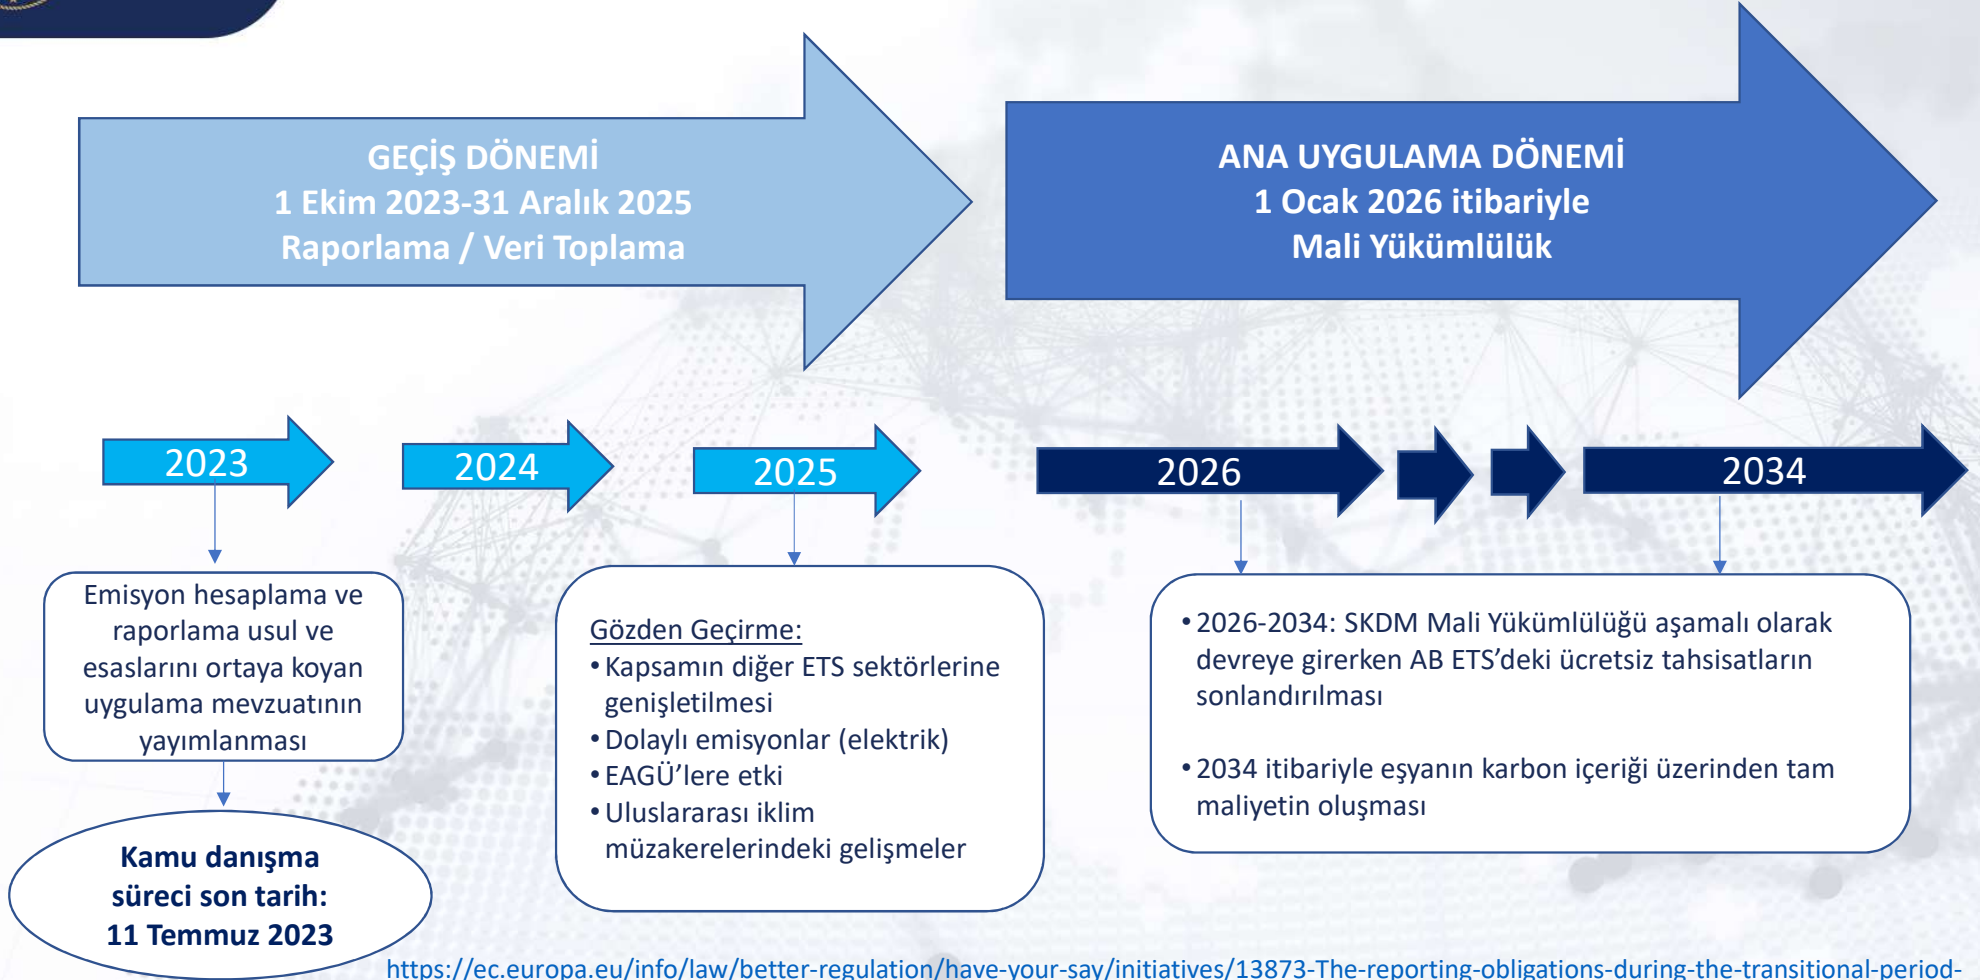 GEÇİŞ DÖNEMİ
1 Ekim 2023-31 Aralık 2025
Raporlama / Veri Toplama
ANA UYGULAMA DÖNEMİ
1 Ocak 2026 itibariyle
Mali Yükümlülük
2023
2024
2025
2026
2034
Emisyon hesaplama ve
raporlama usul ve
esaslarını ortaya koyan
uygulama mevzuatının
yayımlanması
Kamu danışma
süreci son tarih:
11 Temmuz 2023
Gözden Geçirme:
• Kapsamın diğer ETS sektörlerine
genişletilmesi
• Dolaylı emisyonlar (elektrik)
• EAGÜ’lere etki
• Uluslararası iklim
müzakerelerindeki gelişmeler
• 2026-2034: SKDM Mali Yükümlülüğü aşamalı olarak
devreye girerken AB ETS’deki ücretsiz tahsisatların
sonlandırılması
• 2034 itibariyle eşyanın karbon içeriği üzerinden tam
maliyetin oluşması
https://ec.europa.eu/info/law/better-regulation/have-your-say/initiatives/13873-The-reporting-obligations-during-the-transitional-period-